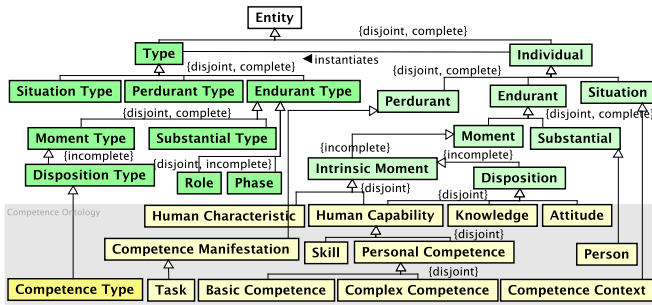 Entity
{disjoint, complete}
Type
instantiates
Individual
{disjoint, complete}
{disjoint, complete}
Situation Type
Perdurant Type
Endurant Type
Perdurant
Endurant
Situation
{disjoint, complete}
{disjoint, complete}
Moment Type
Substantial Type
Moment
Substantial
{incomplete}
{incomplete}
{disjoint, incomplete}
{incomplete}
Disposition Type
Role
Phase
Intrinsic Moment
Disposition
{disjoint}
{disjoint}
Competence Ontology
Human Characteristic
Human Capability
Knowledge
Attitude
{disjoint}
Competence Manifestation
Skill
Personal Competence
Person
{disjoint}
Competence Type
Task
Basic Competence
Complex Competence
Competence Context